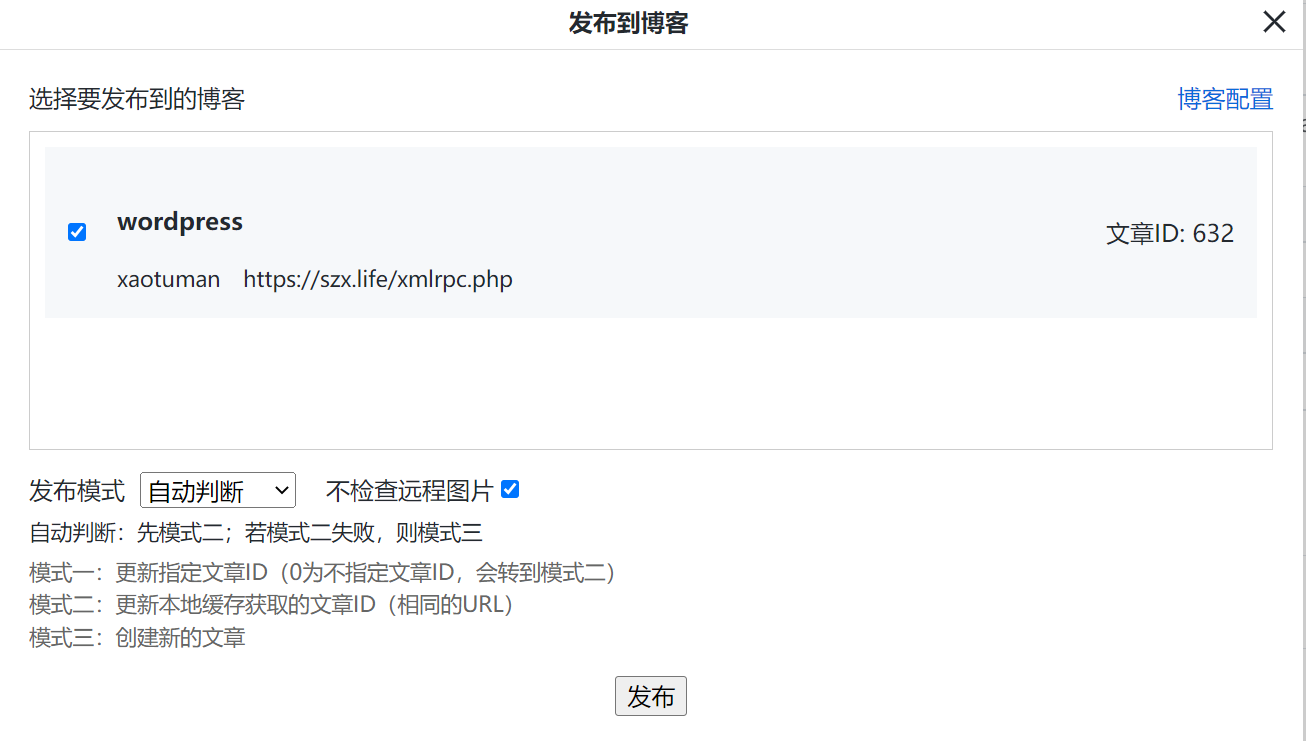 发布到博客
选择要发布到的博客 博客配置
wordpress
文章ID: 632
xaotuman https://szx.life/xmlrpc.php
发布模式 自动判断 不检查远程图片
自动判断：先模式二；若模式二失败，则模式三
模式一：更新指定文章ID（0为不指定文章ID，会转到模式二）
模式二：更新本地缓存获取的文章ID（相同的URL）
模式三：创建新的文章
发布